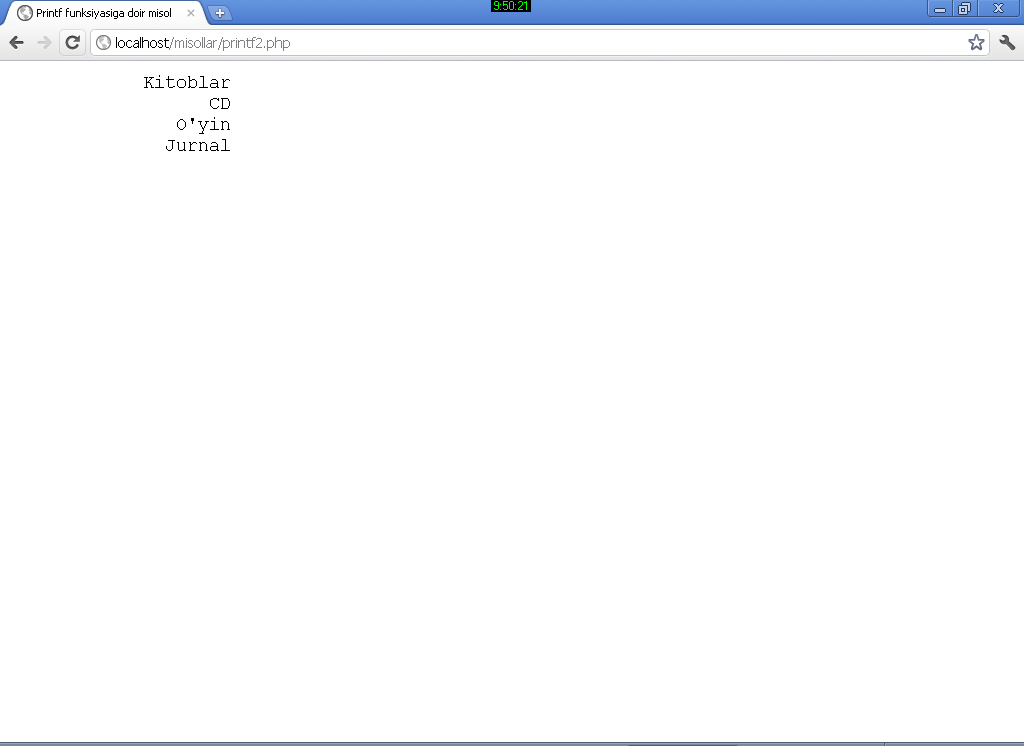 9:50:21
Printf funksiyasiga doir misol
localhost/misollar/printf2.php
Kitoblar
CD
O'yin
Jurnal